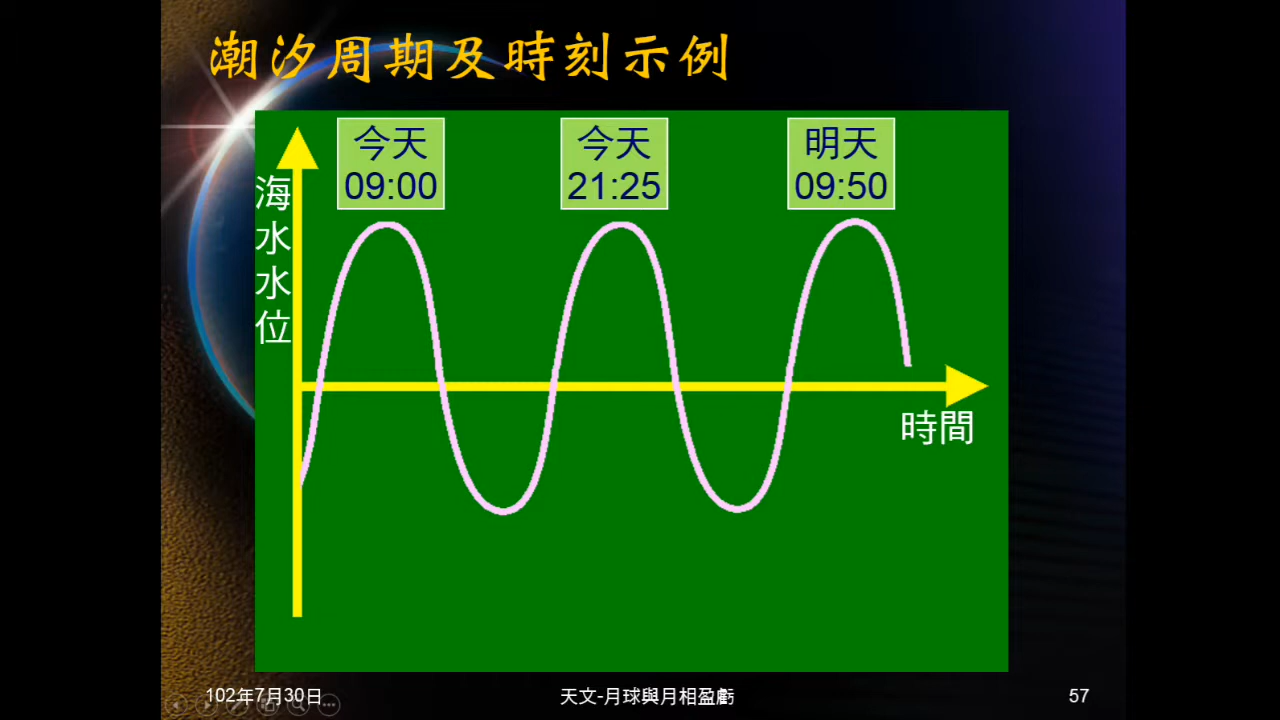 潮汐周期及時刻示例
今天
09:00
今天
21:25
明天
09:50
海水水位
時間
102年7月30日
天文-月球與月相盈虧
57